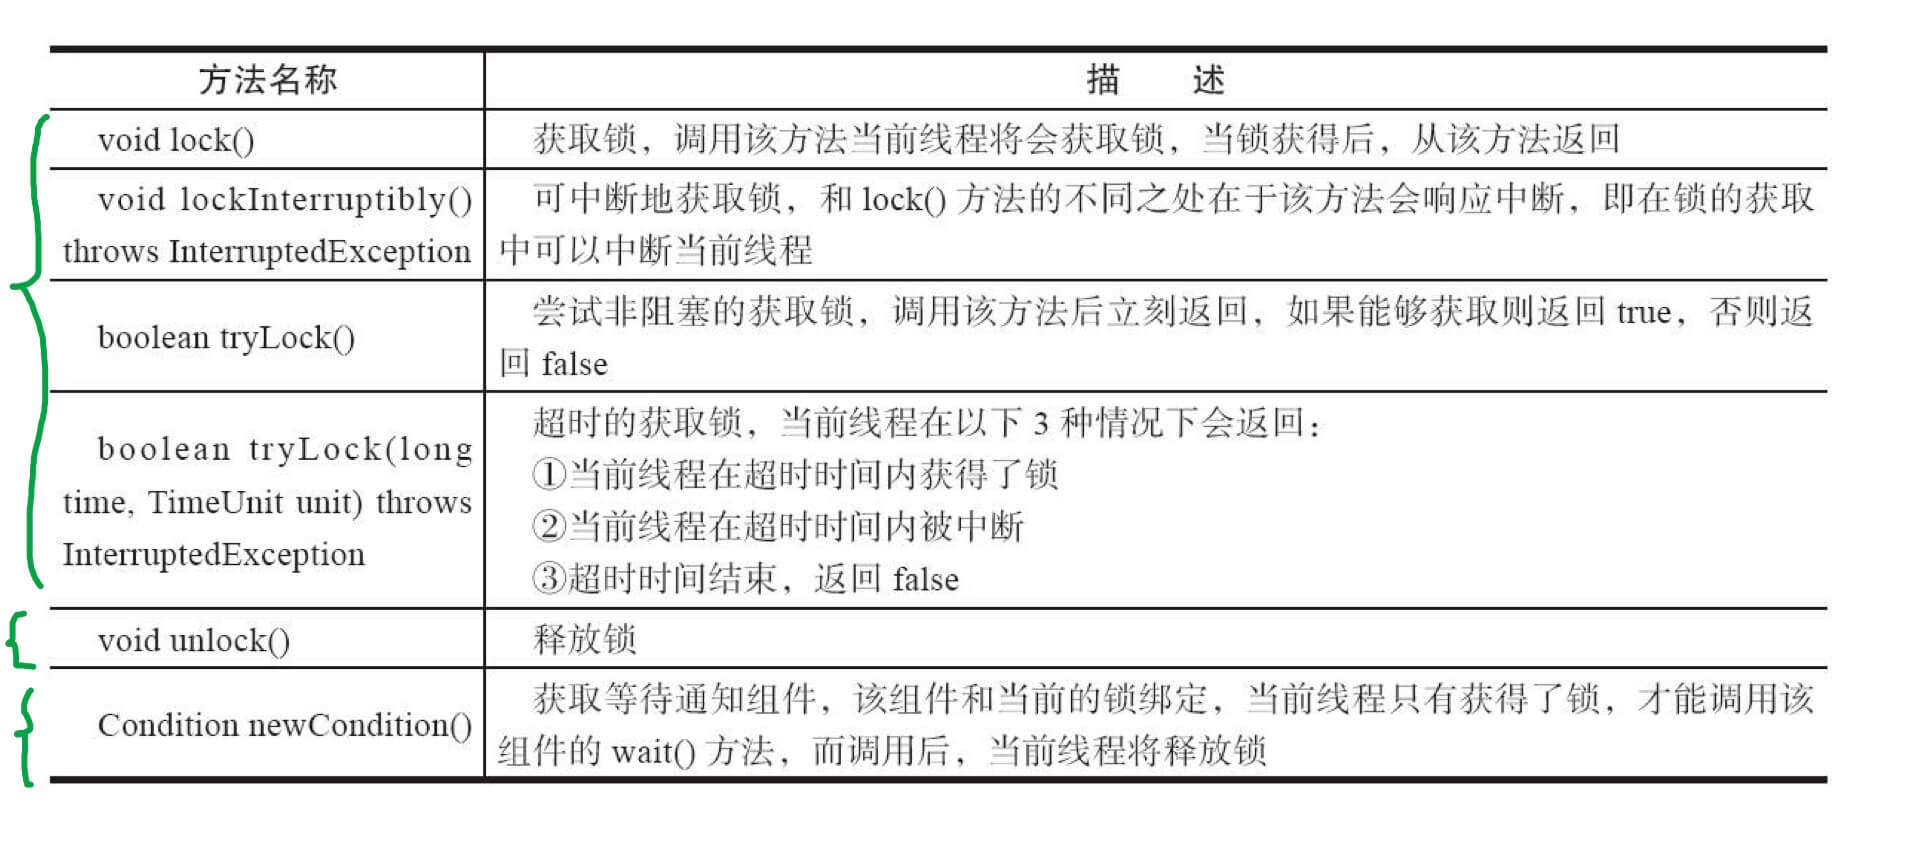 方法名称
描 述
void lock()
获取锁，调用该方法当前线程将会获取锁，当锁获得后，从该方法返回
void lockInterruptibly()
throws InterruptedException
可中断地获取锁，和 lock() 方法的不同之处在于该方法会响应中断，即在锁的获取
中可以中断当前线程
boolean tryLock()
尝试非阻塞的获取锁，调用该方法后立刻返回，如果能够获取则返回 true，否则返
回 false
boolean tryLock(long
time, TimeUnit unit) throws
InterruptedException
超时的获取锁，当前线程在以下 3 种情况下会返回：
①当前线程在超时时间内获得了锁
②当前线程在超时时间内被中断
③超时时间结束，返回 false
void unlock()
释放锁
Condition newCondition()
获取等待通知组件，该组件和当前的锁绑定，当前线程只有获得了锁，才能调用该
组件的 wait() 方法，而调用后，当前线程将释放锁